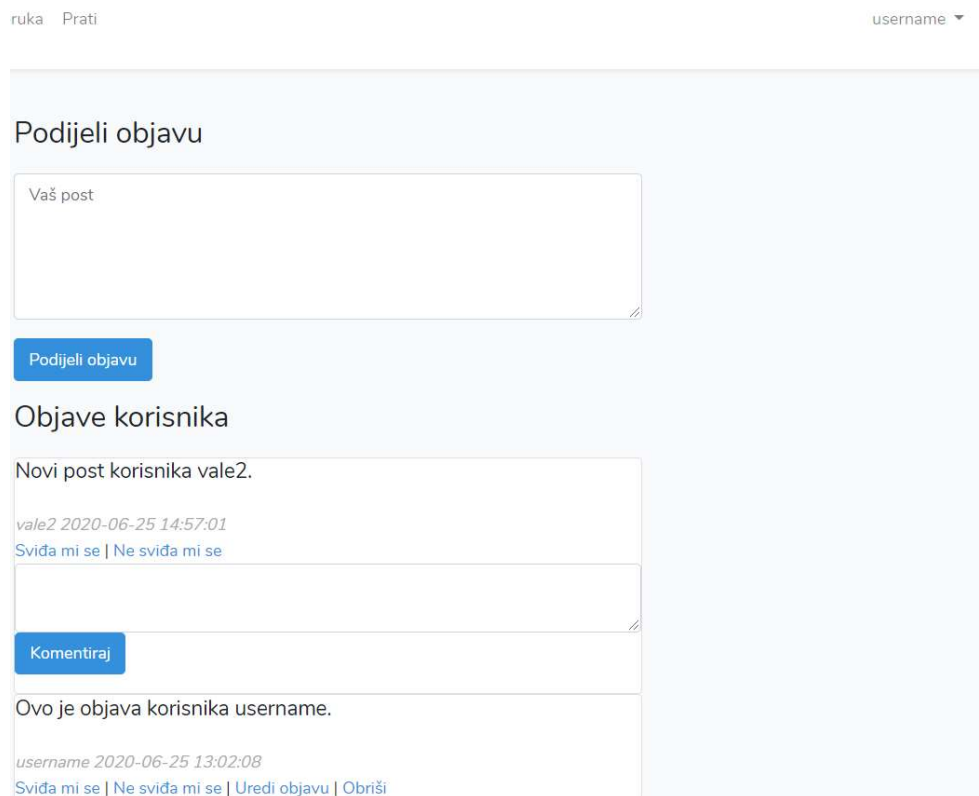 ruka Prati username
Podijeli objavu
Vaš post
Podijeli objavu
Objave korisnika
Novi post korisnika vale2.
vale2 2020-06-25 14:57:01
Sviđa mi se | Ne sviđa mi se
Komentiraj
Ovo je objava korisnika username.
username 2020-06-25 13:02:08
Sviđa mi se | Ne sviđa mi se | Uredi objavu | Obriši